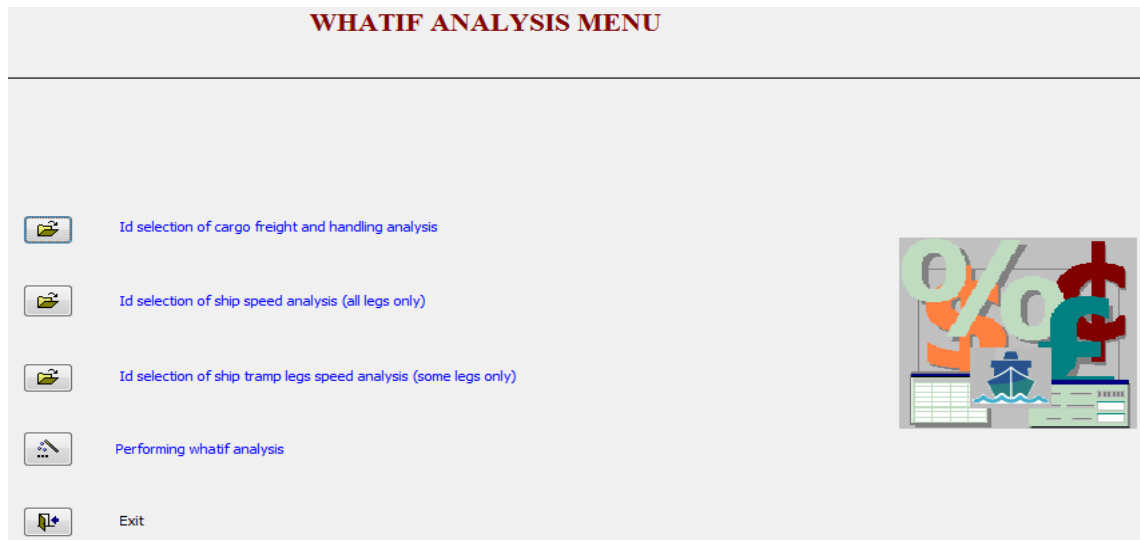 WHATIF ANALYSIS MENU
Id selection of cargo freight and handling analysis
Id selection of ship speed analysis (all legs only)
Id selection of ship tramp legs speed analysis (some legs only)
Performing whatif analysis
Exit